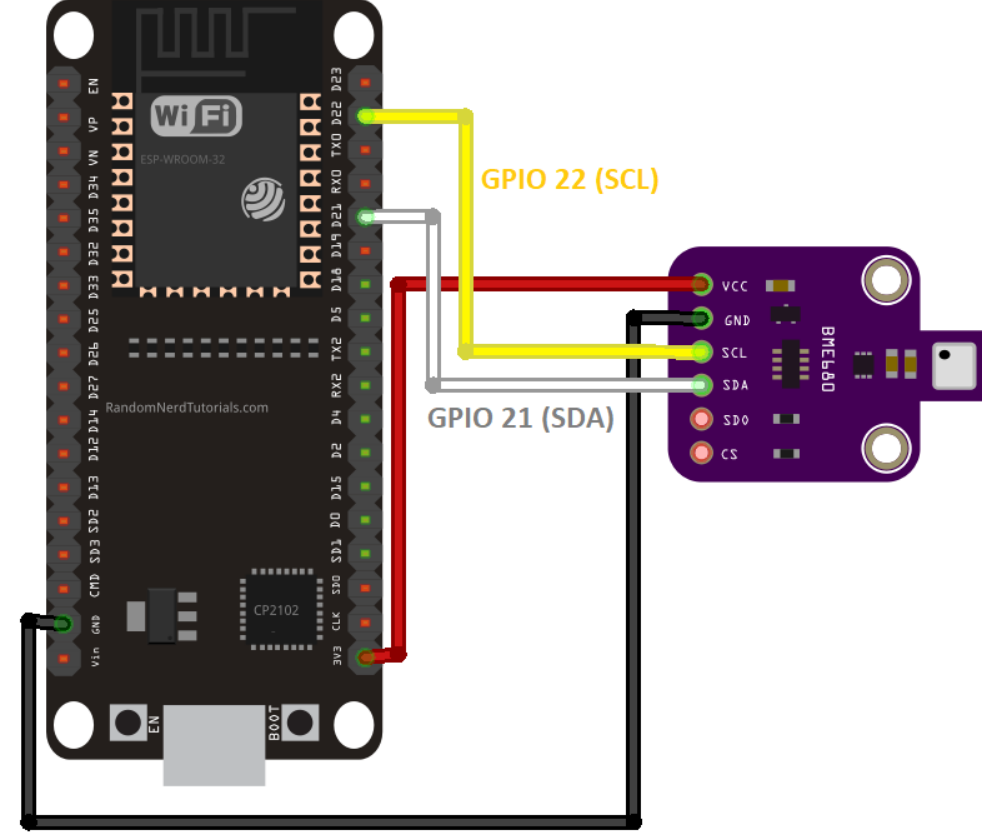 EN
VP
VN
D34
D35
D32
D33
D25
D26
D27
D14
D12
D13
SD2
SD3
CMD
GND
Vin
WiFi
ESP-WROOM-32
RandomNerdTutorials.com
CP2102
EN
BOOT
D23
D22
TX0
RX0
D21
D19
D18
D5
TX2
RX2
D4
D2
D15
D0
SD1
SD0
CLK
3V3
GPIO 22 (SCL)
GPIO 21 (SDA)
VCC
GND
SCL
SDA
SDO
CS
BME680